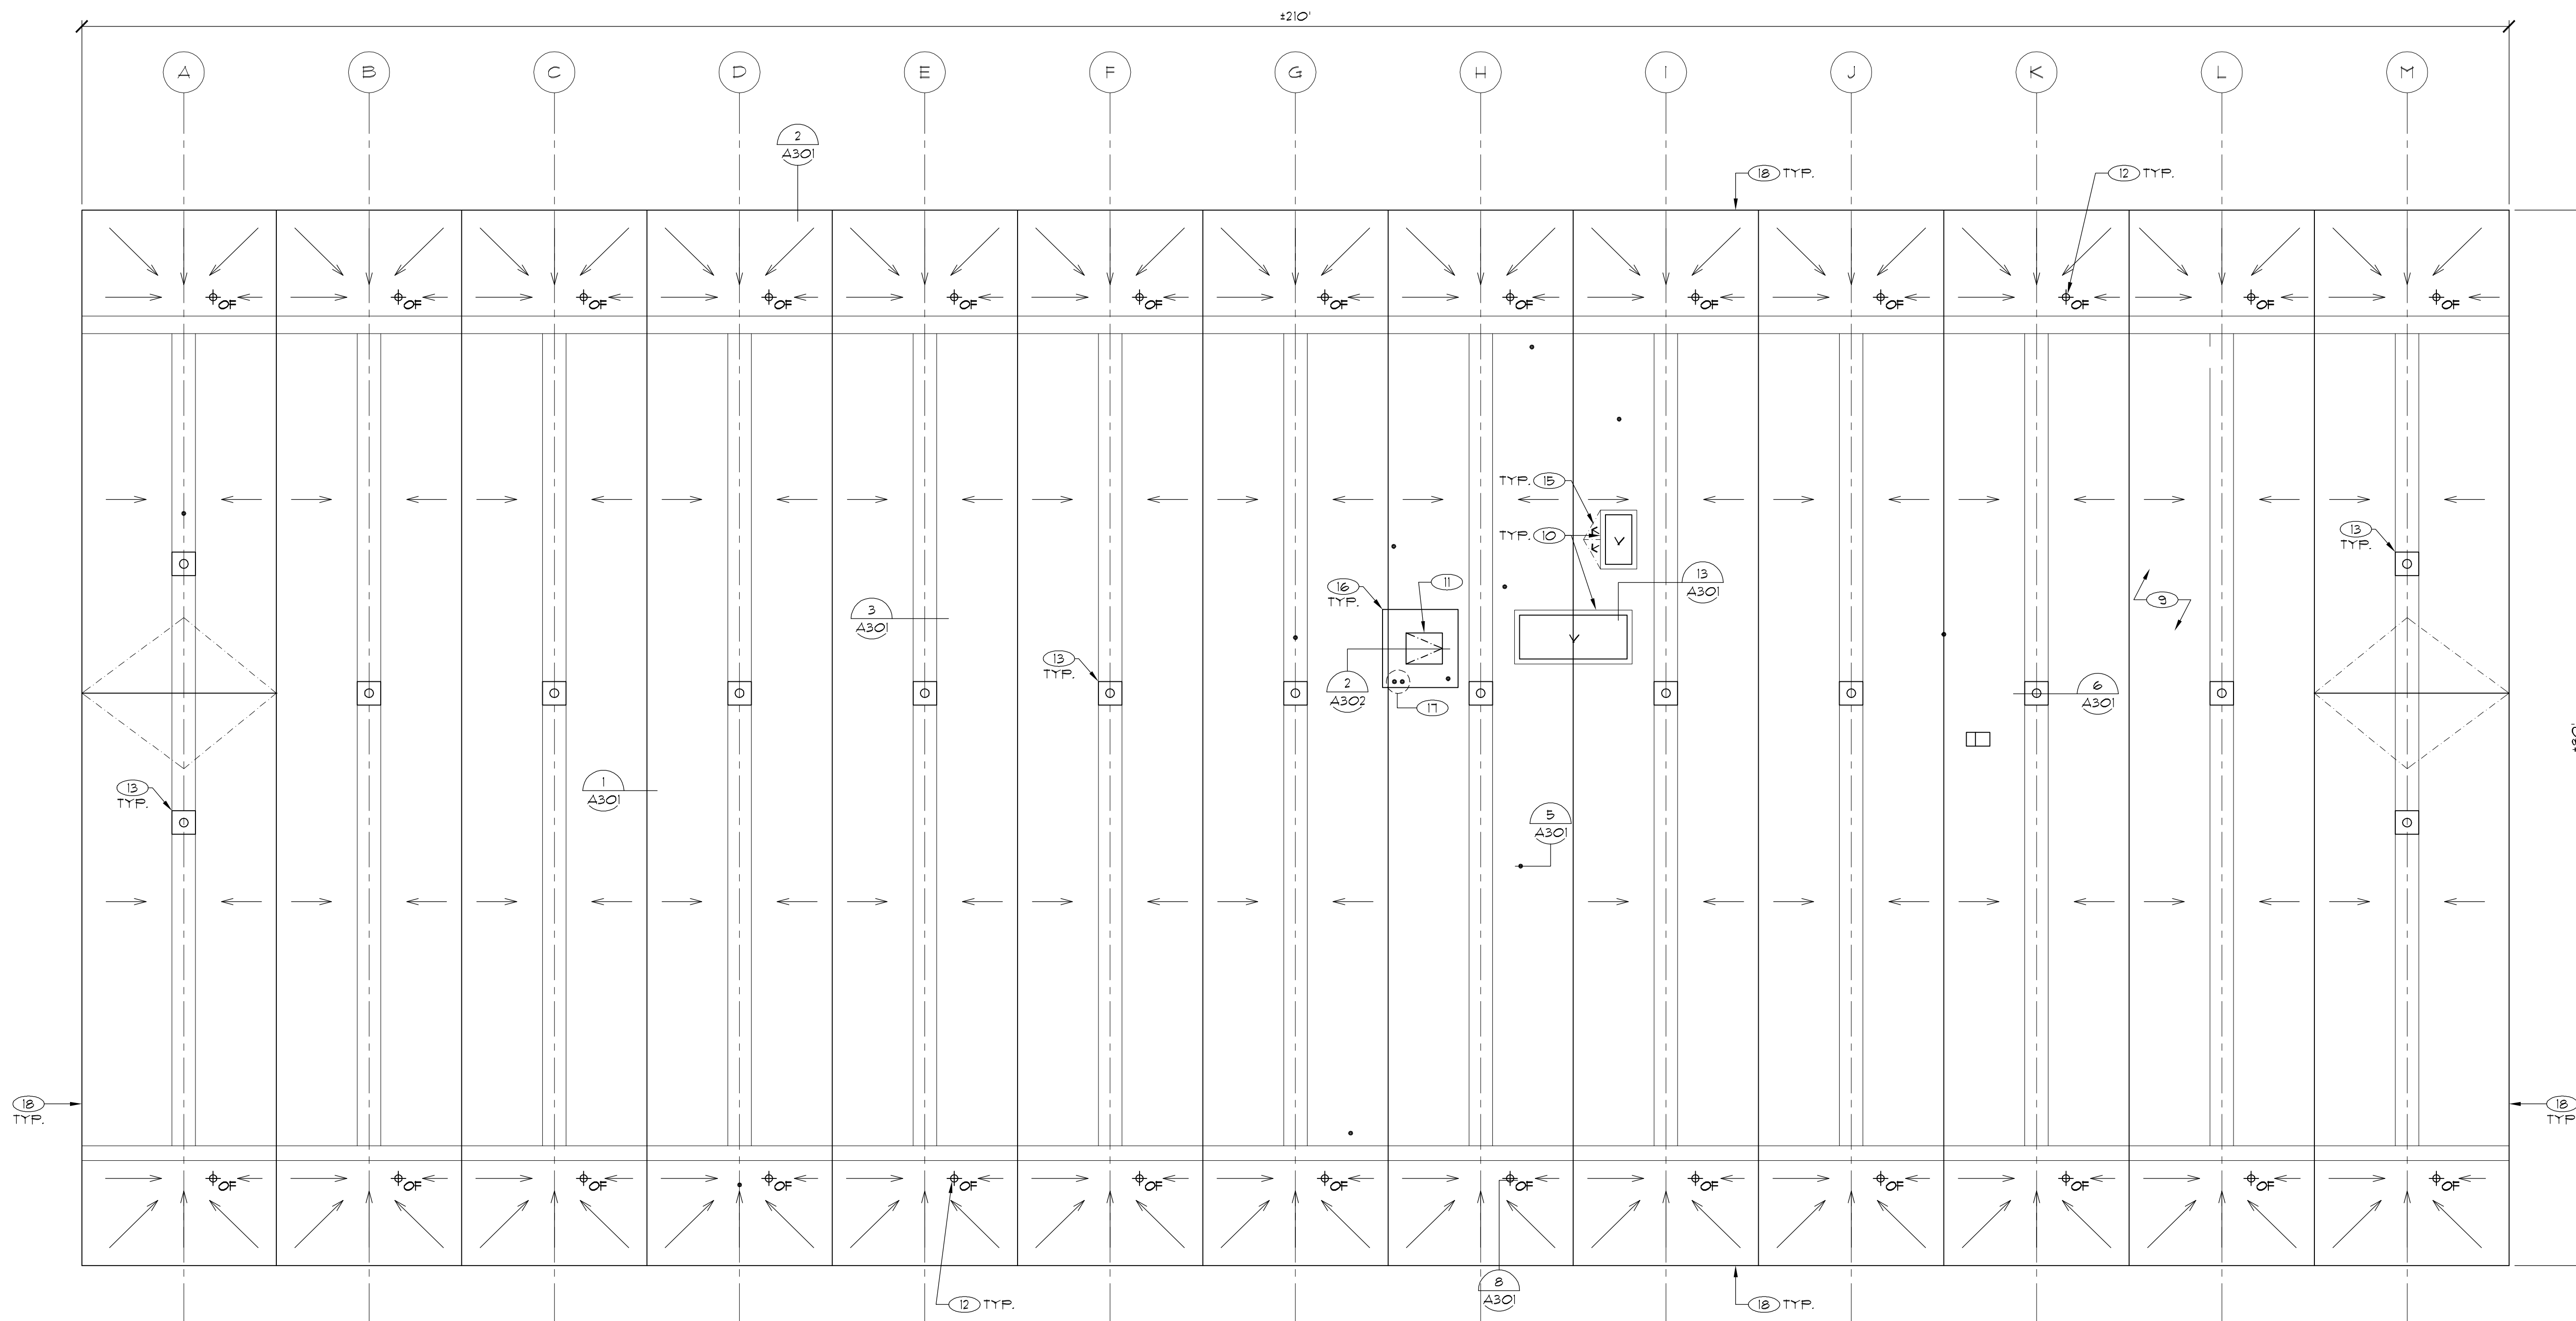 ±210'
A B C D E F G H I J K L M
2
A301
18 TYP.
12 TYP.
OF OF OF OF OF OF OF OF OF OF OF OF OF
TYP. 15
TYP. 10
13
TYP.
16
TYP.
11
13
A301
3
A301
9
13
TYP.
2
A302
17
6
A301
13
TYP.
1
A301
5
A301
18
TYP.
18
TYP
OF OF OF OF OF OF OF OF OF OF OF OF OF
12 TYP.
8
A301
18 TYP.